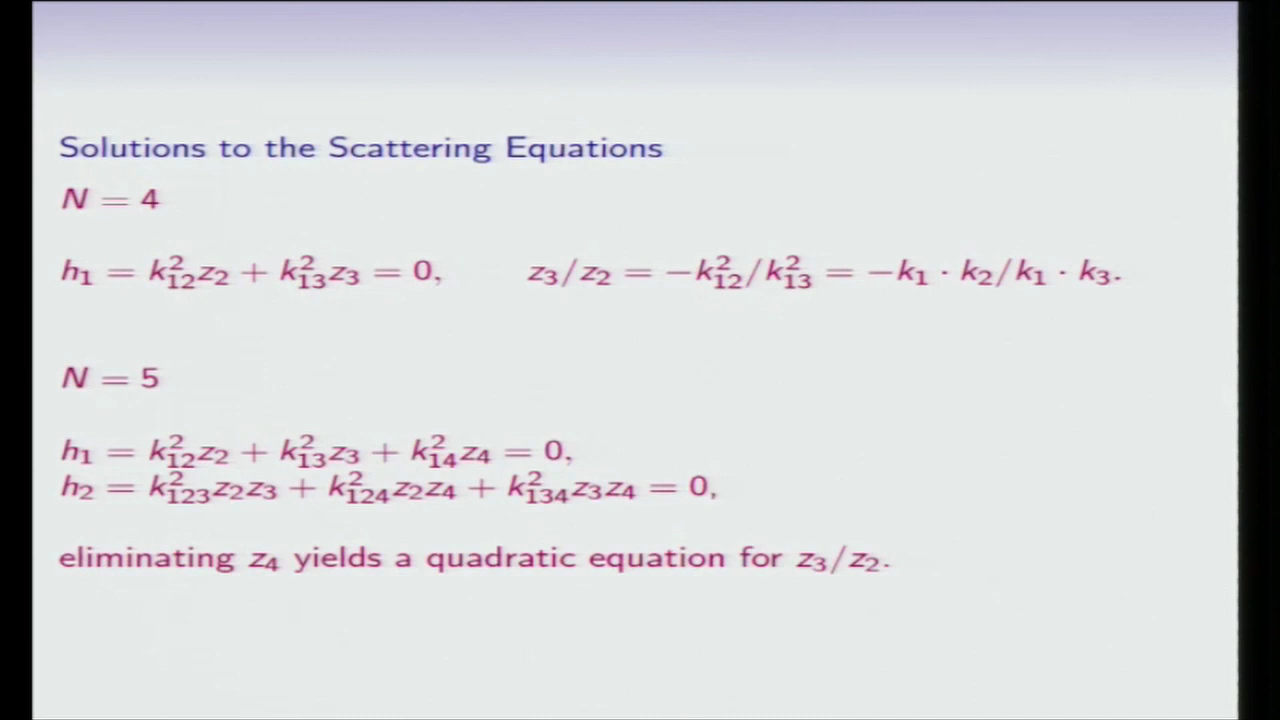 Solutions to the Scattering Equations
N = 4
h₁ = k²₁₂z₂ + k²₁₃z₃ = 0, z₃/z₂ = −k²₁₂/k²₁₃ = −k₁ · k₂/k₁ · k₃.
N = 5
h₁ = k²₁₂z₂ + k²₁₃z₃ + k²₁₄z₄ = 0,
h₂ = k²₁₂₃z₂z₃ + k²₁₂₄z₂z₄ + k²₁₃₄z₃z₄ = 0,
eliminating z₄ yields a quadratic equation for z₃/z₂.